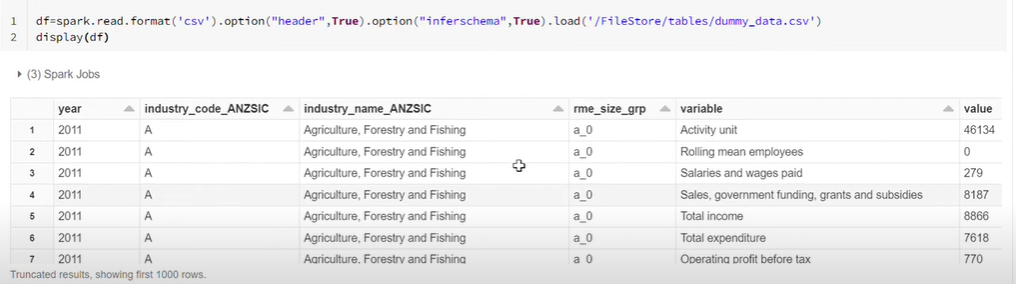 1 df=spark.read.format('csv').option("header",True).option("inferschema",True).load('/FileStore/tables/dummy_data.csv')
2 display(df)
(3) Spark Jobs
year industry_code_ANZSIC industry_name_ANZSIC rme_size_grp variable value
1 2011 A Agriculture, Forestry and Fishing a_0 Activity unit 46134
2 2011 A Agriculture, Forestry and Fishing a_0 Rolling mean employees 0
3 2011 A Agriculture, Forestry and Fishing a_0 Salaries and wages paid 279
4 2011 A Agriculture, Forestry and Fishing a_0 Sales, government funding, grants and subsidies 8187
5 2011 A Agriculture, Forestry and Fishing a_0 Total income 8866
6 2011 A Agriculture, Forestry and Fishing a_0 Total expenditure 7618
7 2011 A Agriculture, Forestry and Fishing a_0 Operating profit before tax 770
Truncated results, showing first 1000 rows.